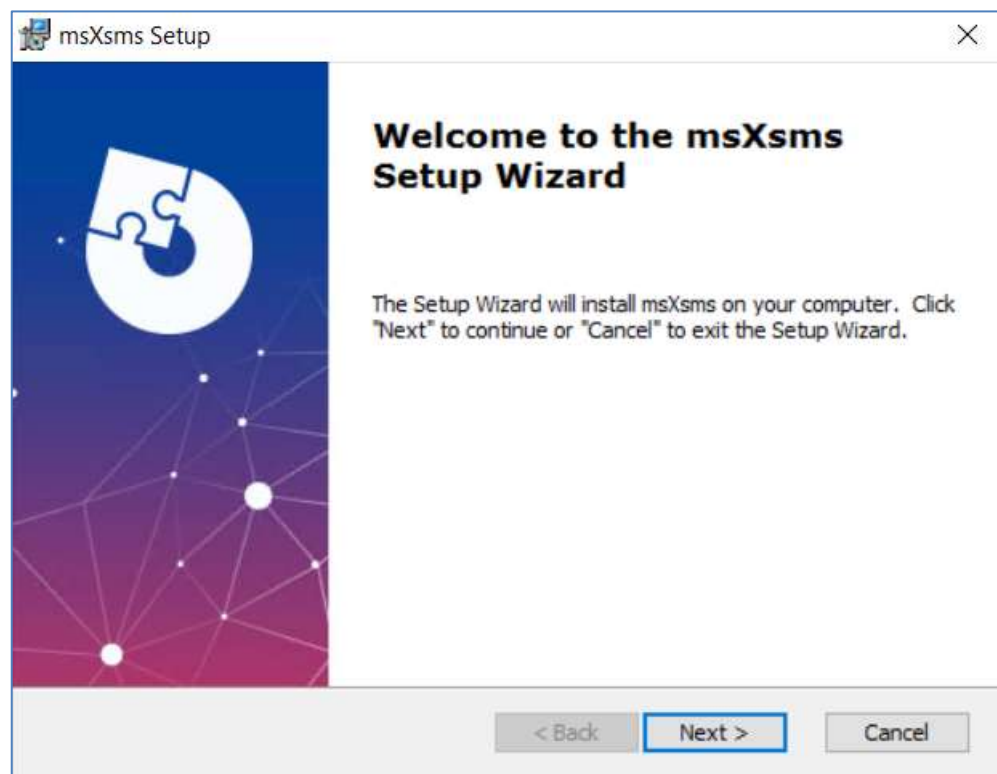 msXsms Setup
Welcome to the msXsms
Setup Wizard
The Setup Wizard will install msXsms on your computer.  Click
"Next" to continue or "Cancel" to exit the Setup Wizard.
< Back
Next >
Cancel